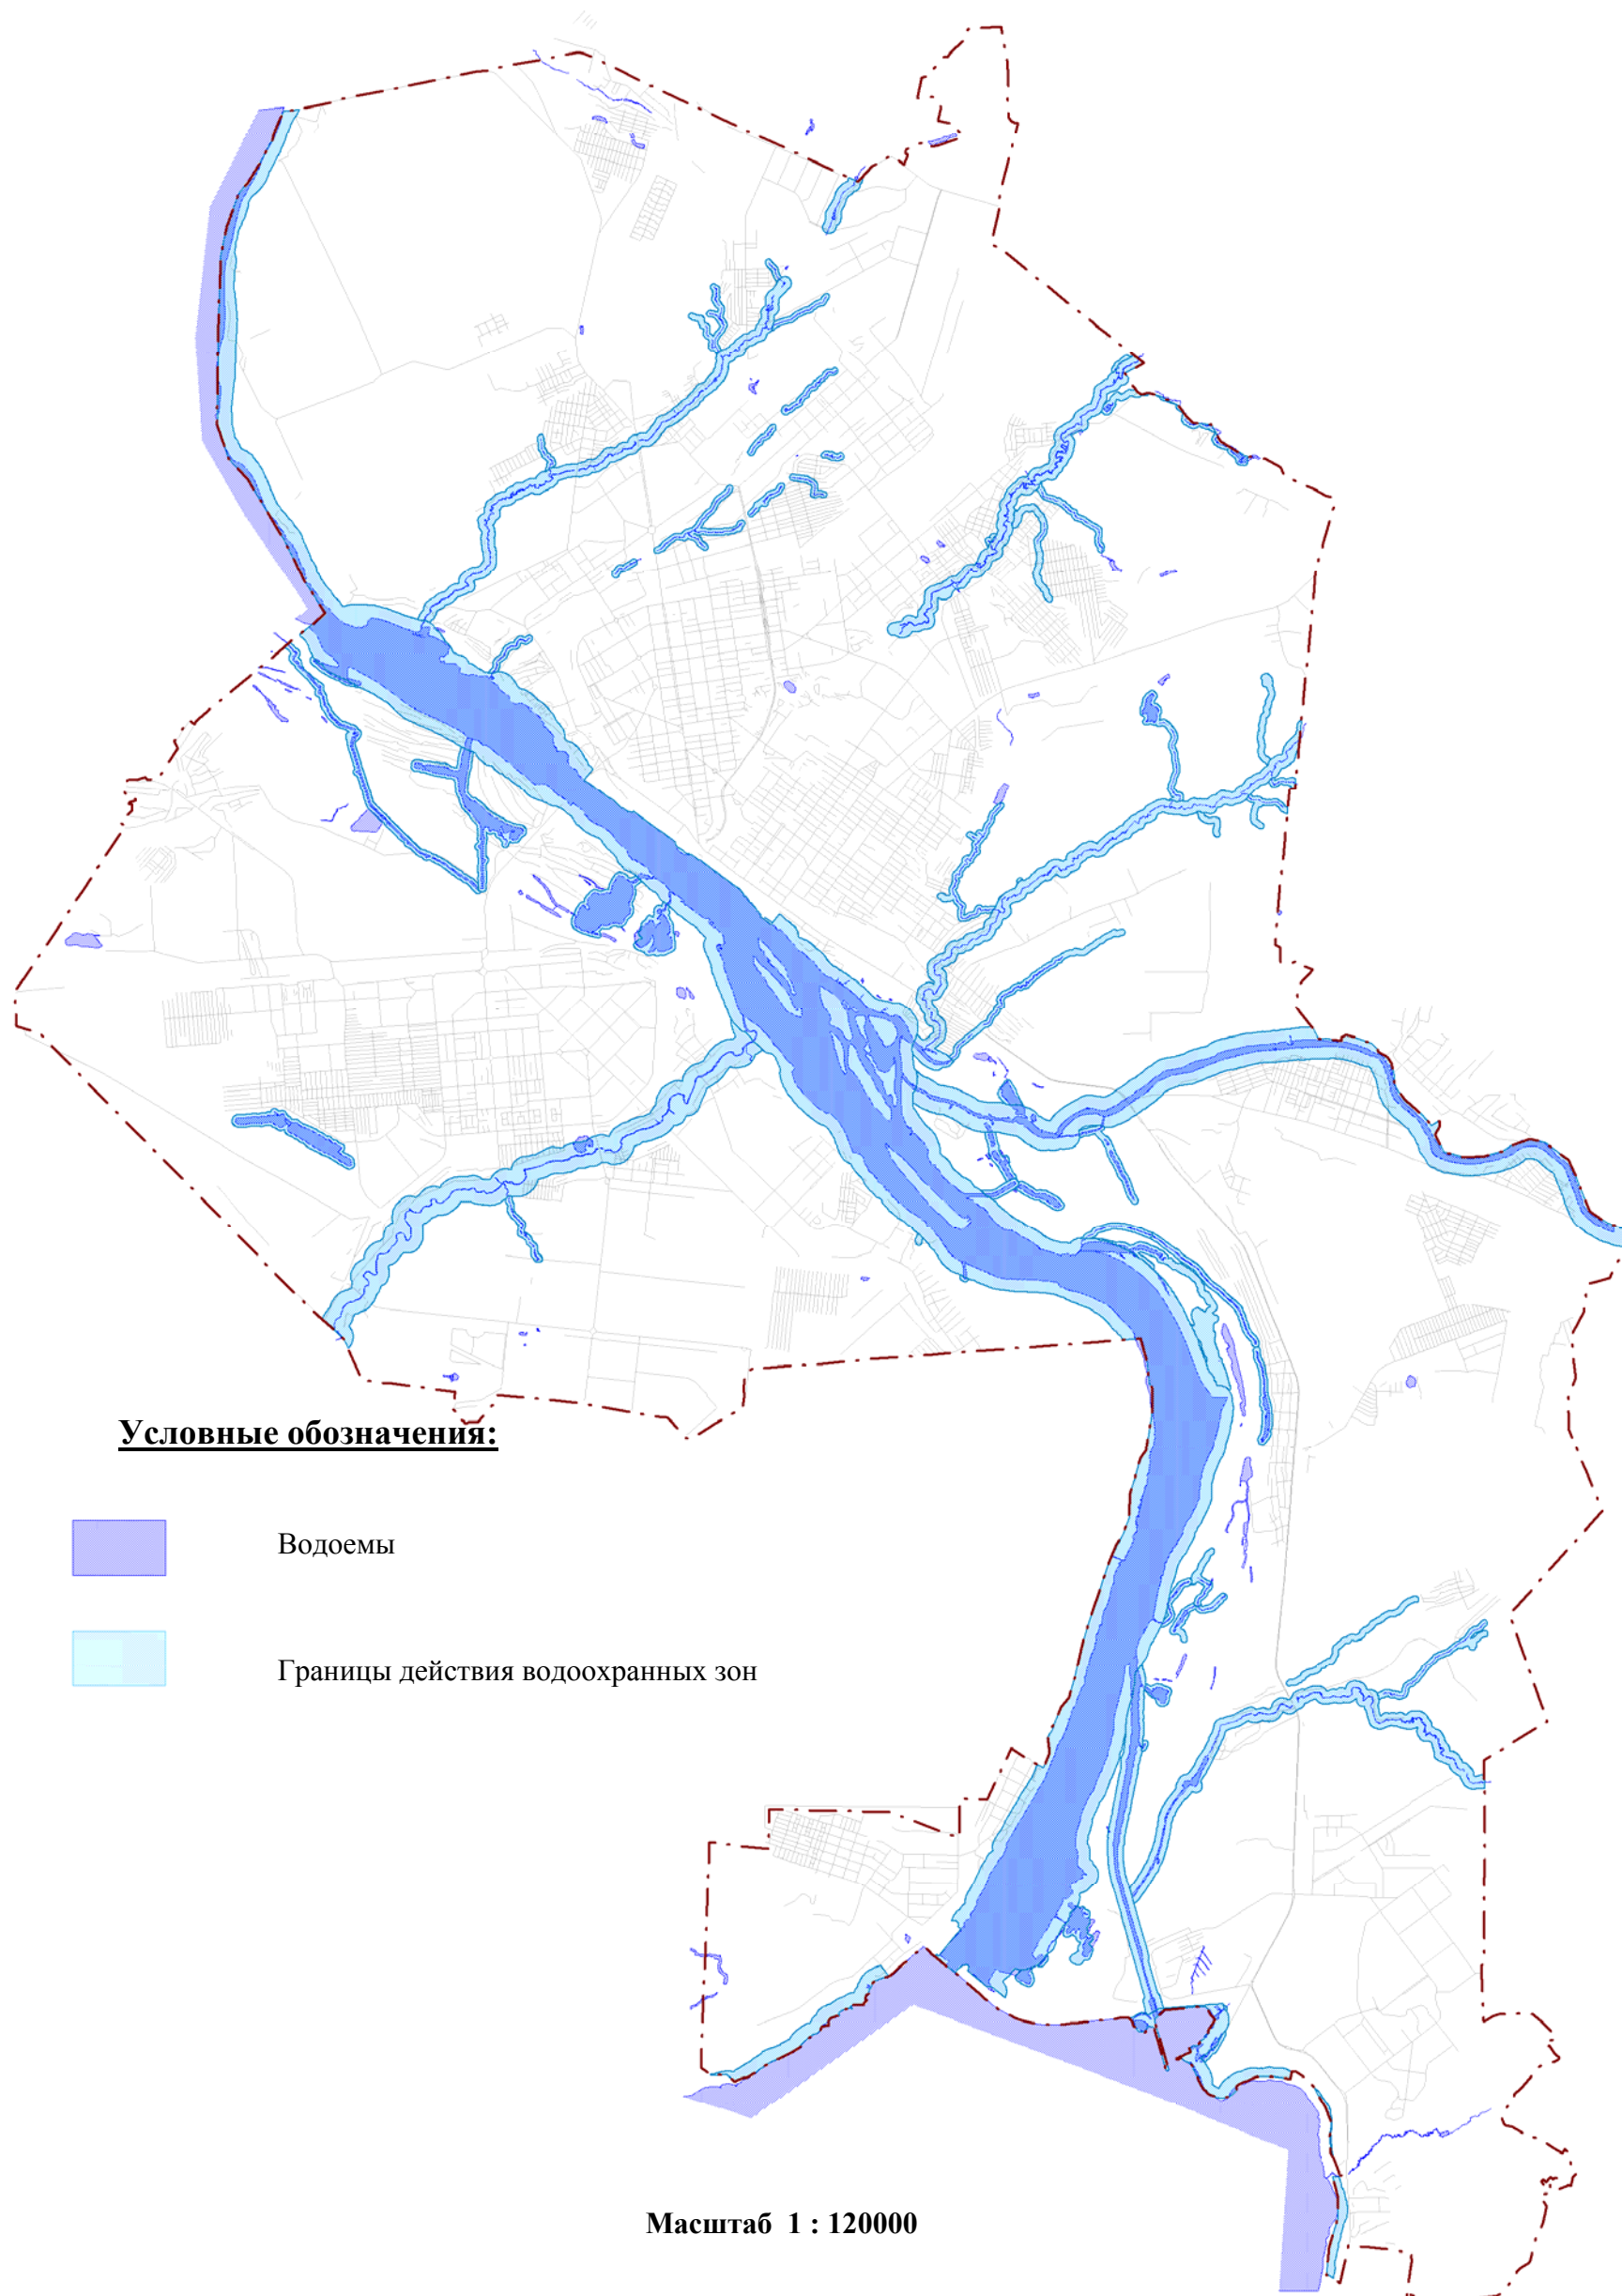 Условные обозначения:
Водоемы
Границы действия водоохранных зон
Масштаб 1 : 120000